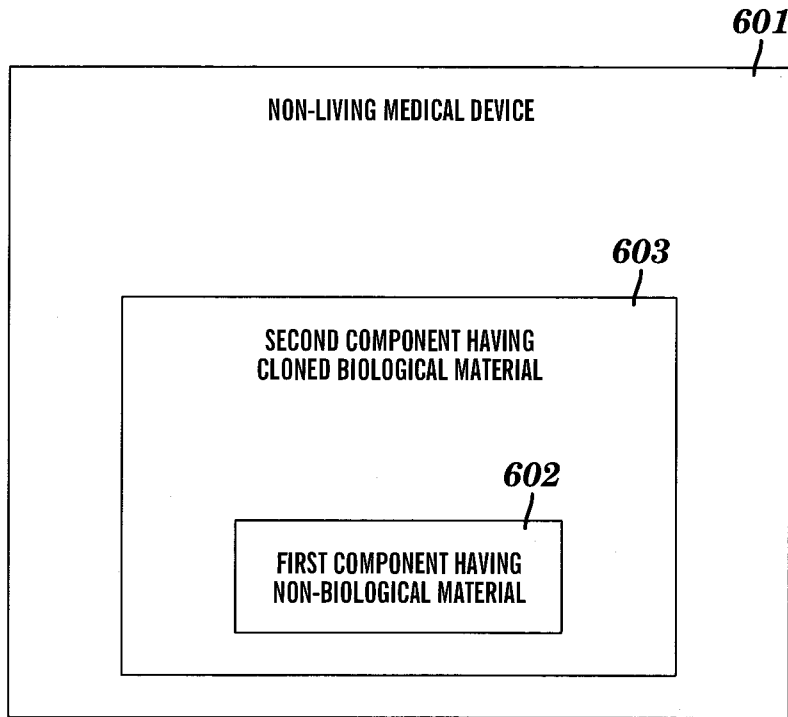 601
NON-LIVING MEDICAL DEVICE
603
SECOND COMPONENT HAVING
CLONED BIOLOGICAL MATERIAL
602
FIRST COMPONENT HAVING
NON-BIOLOGICAL MATERIAL